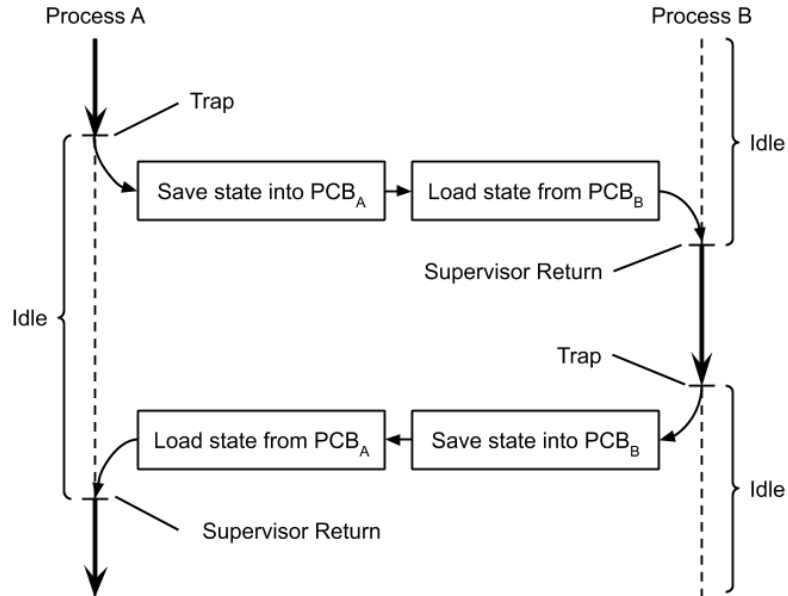 Process A
Process B
Trap
Idle
Save state into PCB_A
Load state from PCB_B
Supervisor Return
Idle
Trap
Load state from PCB_A
Save state into PCB_B
Idle
Supervisor Return